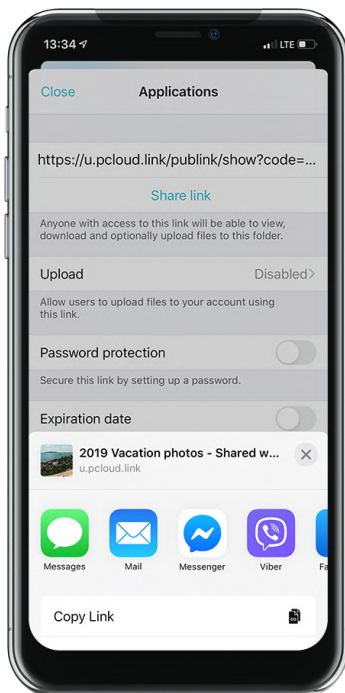 13:34
LTE
Close
Applications
https://u.pcloud.link/publink/show?code=...
Share link
Anyone with access to this link will be able to view,
download and optionally upload files to this folder.
Upload
Disabled
Allow users to upload files to your account using
this link.
Password protection
Secure this link by setting up a password.
Expiration date
2019 Vacation photos - Shared w...
u.pcloud.link
Messages
Mail
Messenger
Viber
Fa
Copy Link